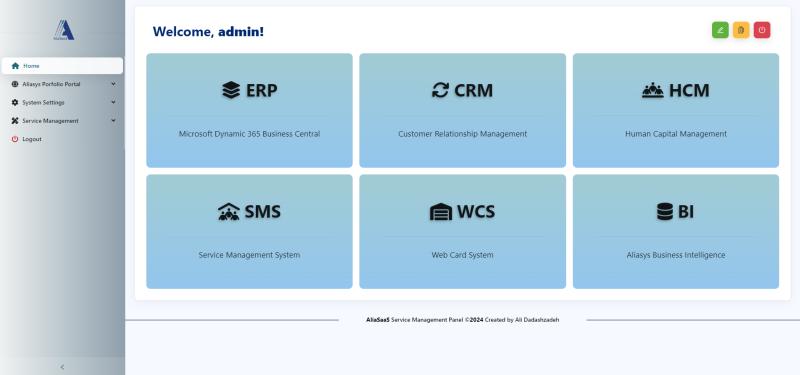 AliaSaaS
Home
Aliasys Porfolio Portal
System Settings
Service Management
Logout
Welcome, admin!
ERP
Microsoft Dynamic 365 Business Central
CRM
Customer Relationship Management
HCM
Human Capital Management
SMS
Service Management System
WCS
Web Card System
BI
Aliasys Business Intelligence
AliaSaaS Service Management Panel ©2024 Created by Ali Dadashzadeh